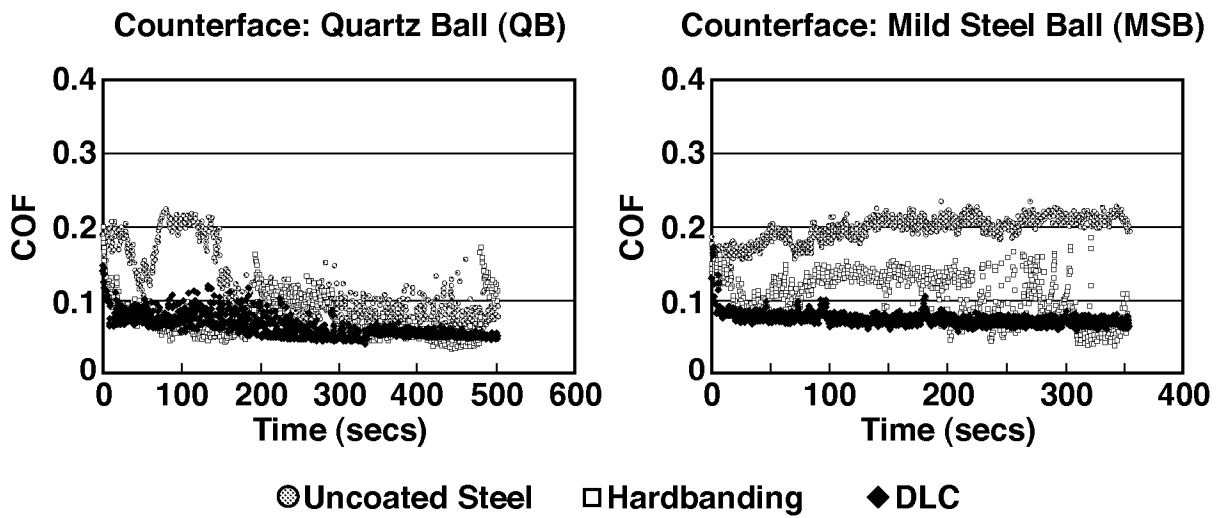 Counterface: Quartz Ball (QB)
0.4
0.3
0.2
0.1
0
COF
0 100 200 300 400 500 600
Time (secs)
Counterface: Mild Steel Ball (MSB)
0.4
0.3
0.2
0.1
0
COF
0 100 200 300 400
Time (secs)
Uncoated Steel Hardbanding DLC